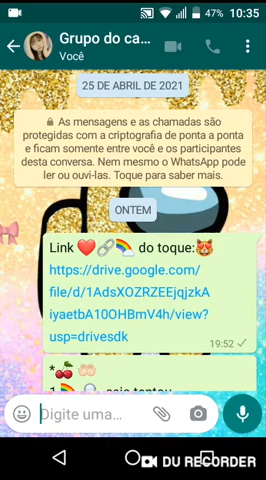 47% 10:35
Grupo do ca...
Você
25 DE ABRIL DE 2021
As mensagens e as chamadas são
protegidas com a criptografia de ponta a ponta
e ficam somente entre você e os participantes
desta conversa. Nem mesmo o WhatsApp pode
ler ou ouvi-las. Toque para saber mais.
ONTEM
Link ❤️🔗🌈 do toque:😼
https://drive.google.com/
file/d/1AdsXOZRZEEjqjzkA
iyaetbA10OHBmV4h/view?
usp=drivesdk
19:52
*🍒🤲🏻
Digite uma...
DU RECORDER